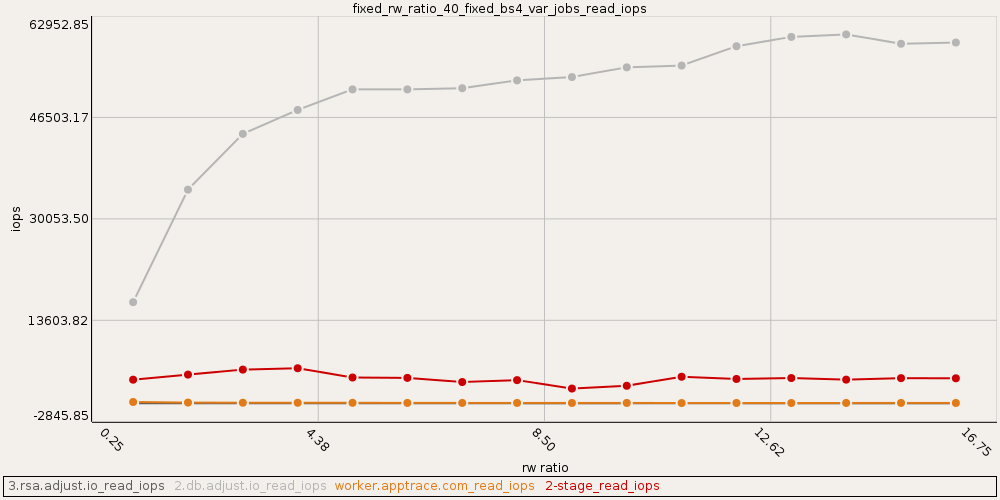 fixed_rw_ratio_40_fixed_bs4_var_jobs_read_iops
62952.85
46503.17
30053.50
13603.82
-2845.85
iops
0.25
4.38
8.50
12.62
16.75
rw ratio
3.rsa.adjust.io_read_iops 2.db.adjust.io_read_iops worker.apptrace.com_read_iops 2-stage_read_iops